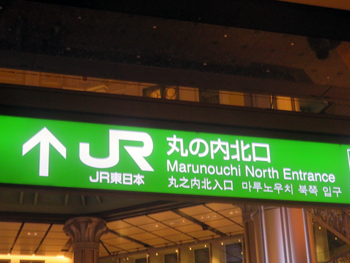 JR
JR東日本
丸の内北口
Marunouchi North Entrance
丸之内北入口 마루노우치 북쪽 입구